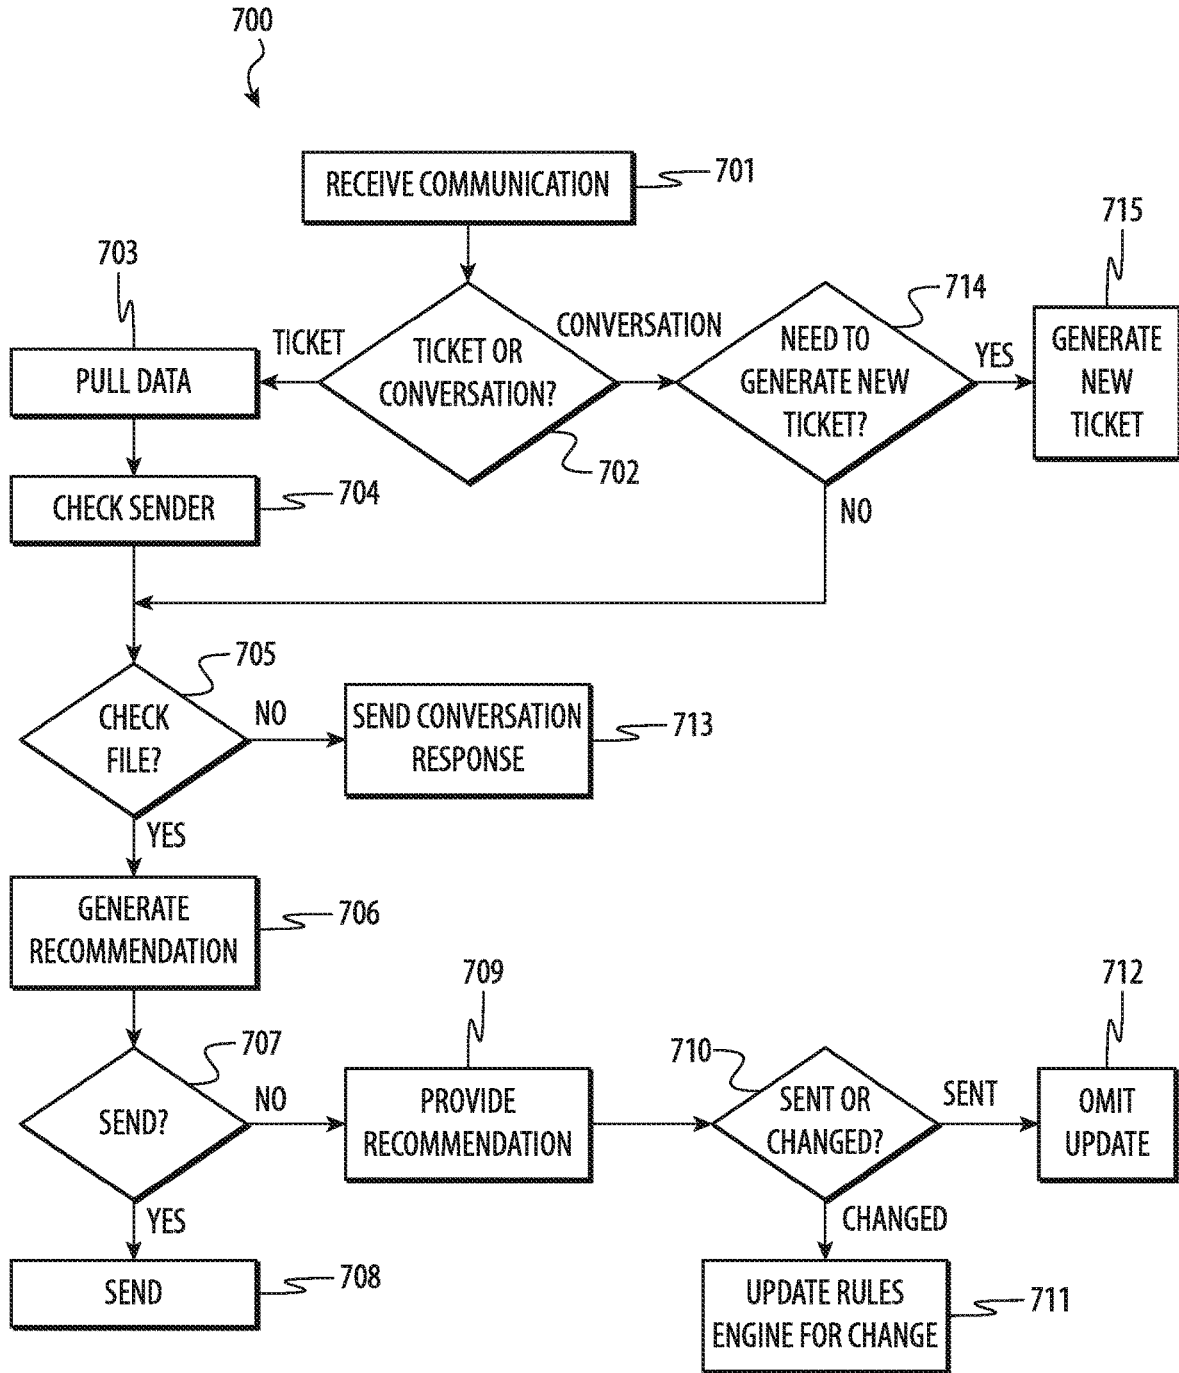 700
RECEIVE COMMUNICATION
701
703
715
714
TICKET
TICKET OR
CONVERSATION?
CONVERSATION
NEED TO
GENERATE NEW
TICKET?
YES
GENERATE
NEW
TICKET
PULL DATA
702
CHECK SENDER
704
NO
705
CHECK
FILE?
NO
SEND CONVERSATION
RESPONSE
713
YES
GENERATE
RECOMMENDATION
706
709
712
707
710
SEND?
NO
PROVIDE
RECOMMENDATION
SENT OR
CHANGED?
SENT
OMIT
UPDATE
YES
CHANGED
SEND
708
UPDATE RULES
ENGINE FOR CHANGE
711